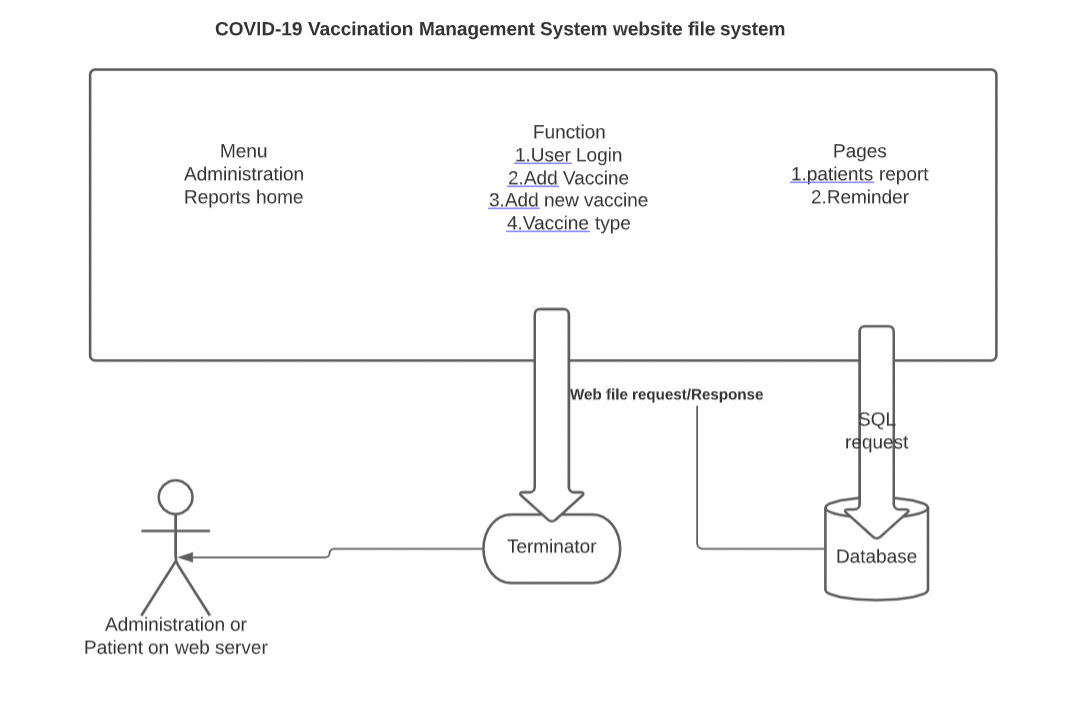 COVID-19 Vaccination Management System website file system
Menu
Administration
Reports home
Function
1.User Login
2.Add Vaccine
3.Add new vaccine
4.Vaccine type
Pages
1.patients report
2.Reminder
Web file request/Response
SQL
request
Terminator
Database
Administration or
Patient on web server